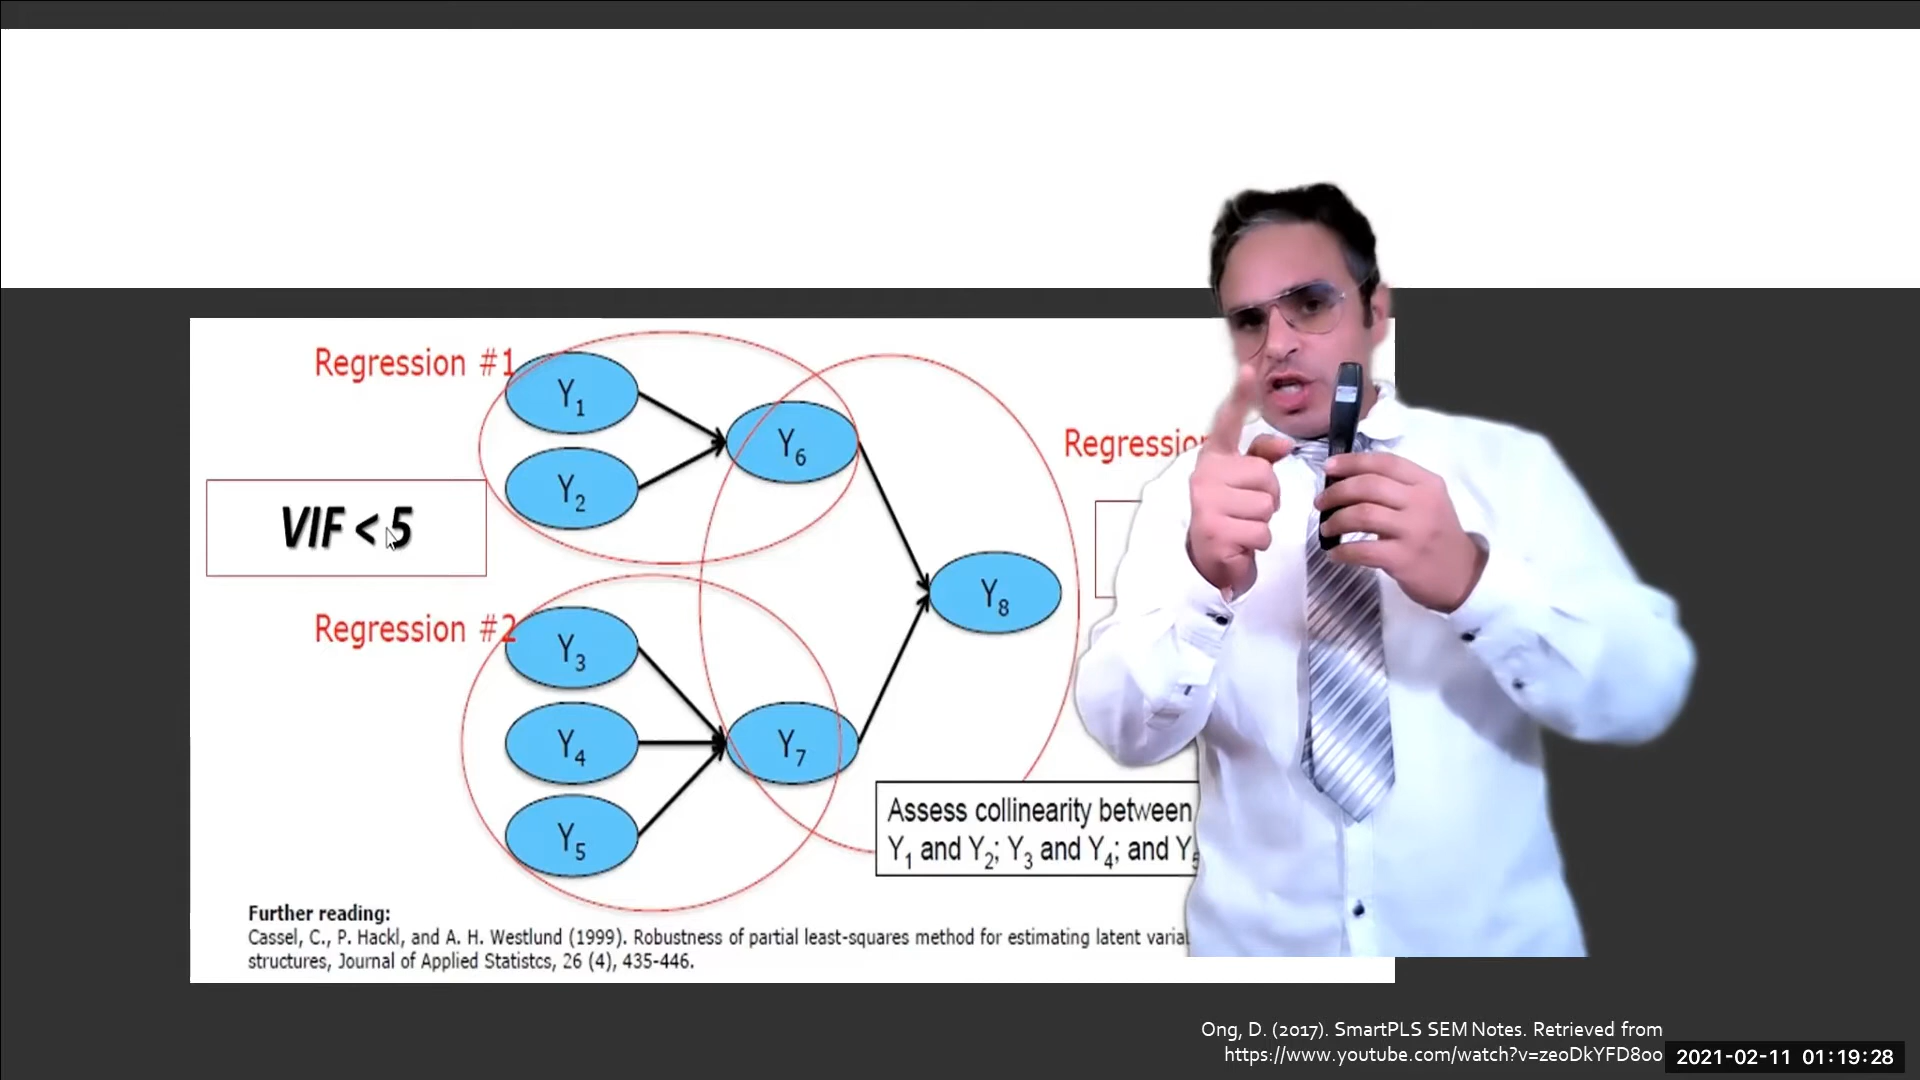 Regression #1
Y1
Y6
Y2
VIF < 5
Y8
Regression #2
Y3
Y4
Y7
Y5
Assess collinearity between
Y1 and Y2; Y3 and Y4; and
Further reading:
Cassel, C., P. Hackl, and A. H. Westlund (1999). Robustness of partial least-squares method for estimating latent
structures, Journal of Applied Statistcs, 26 (4), 435-446.
Ong, D. (2017). SmartPLS SEM Notes. Retrieved from
https://www.youtube.com/watch?v=zeoDkYFD8oo
2021-02-11 01:19:28